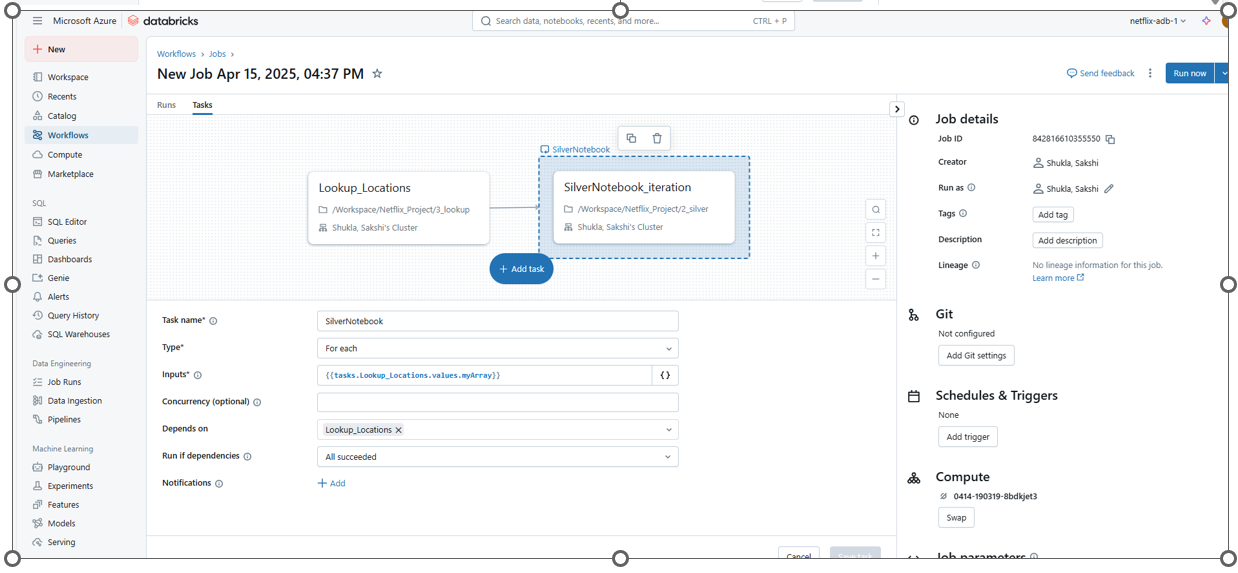 Microsoft Azure databricks
Search data, notebooks, recents, and more... CTRL + P
netflix-adb-1
New
Workspace
Recents
Catalog
Workflows
Compute
Marketplace
SQL
SQL Editor
Queries
Dashboards
Genie
Alerts
Query History
SQL Warehouses
Data Engineering
Job Runs
Data Ingestion
Pipelines
Machine Learning
Playground
Experiments
Features
Models
Serving
Workflows › Jobs ›
New Job Apr 15, 2025, 04:37 PM
Send feedback
Run now
Runs Tasks
Lookup_Locations
/Workspace/Netflix_Project/3_lookup
Shukla, Sakshi's Cluster
SilverNotebook
SilverNotebook_iteration
/Workspace/Netflix_Project/2_silver
Shukla, Sakshi's Cluster
+ Add task
Task name* SilverNotebook
Type* For each
Inputs* {{tasks.Lookup_Locations.values.myArray}} {}
Concurrency (optional)
Depends on Lookup_Locations
Run if dependencies All succeeded
Notifications + Add
Cancel Save task
Job details
Job ID 842816610355550
Creator Shukla, Sakshi
Run as Shukla, Sakshi
Tags Add tag
Description Add description
Lineage No lineage information for this job.
Learn more
Git
Not configured
Add Git settings
Schedules & Triggers
None
Add trigger
Compute
0414-190319-8bdkjet3
Swap
Job parameters